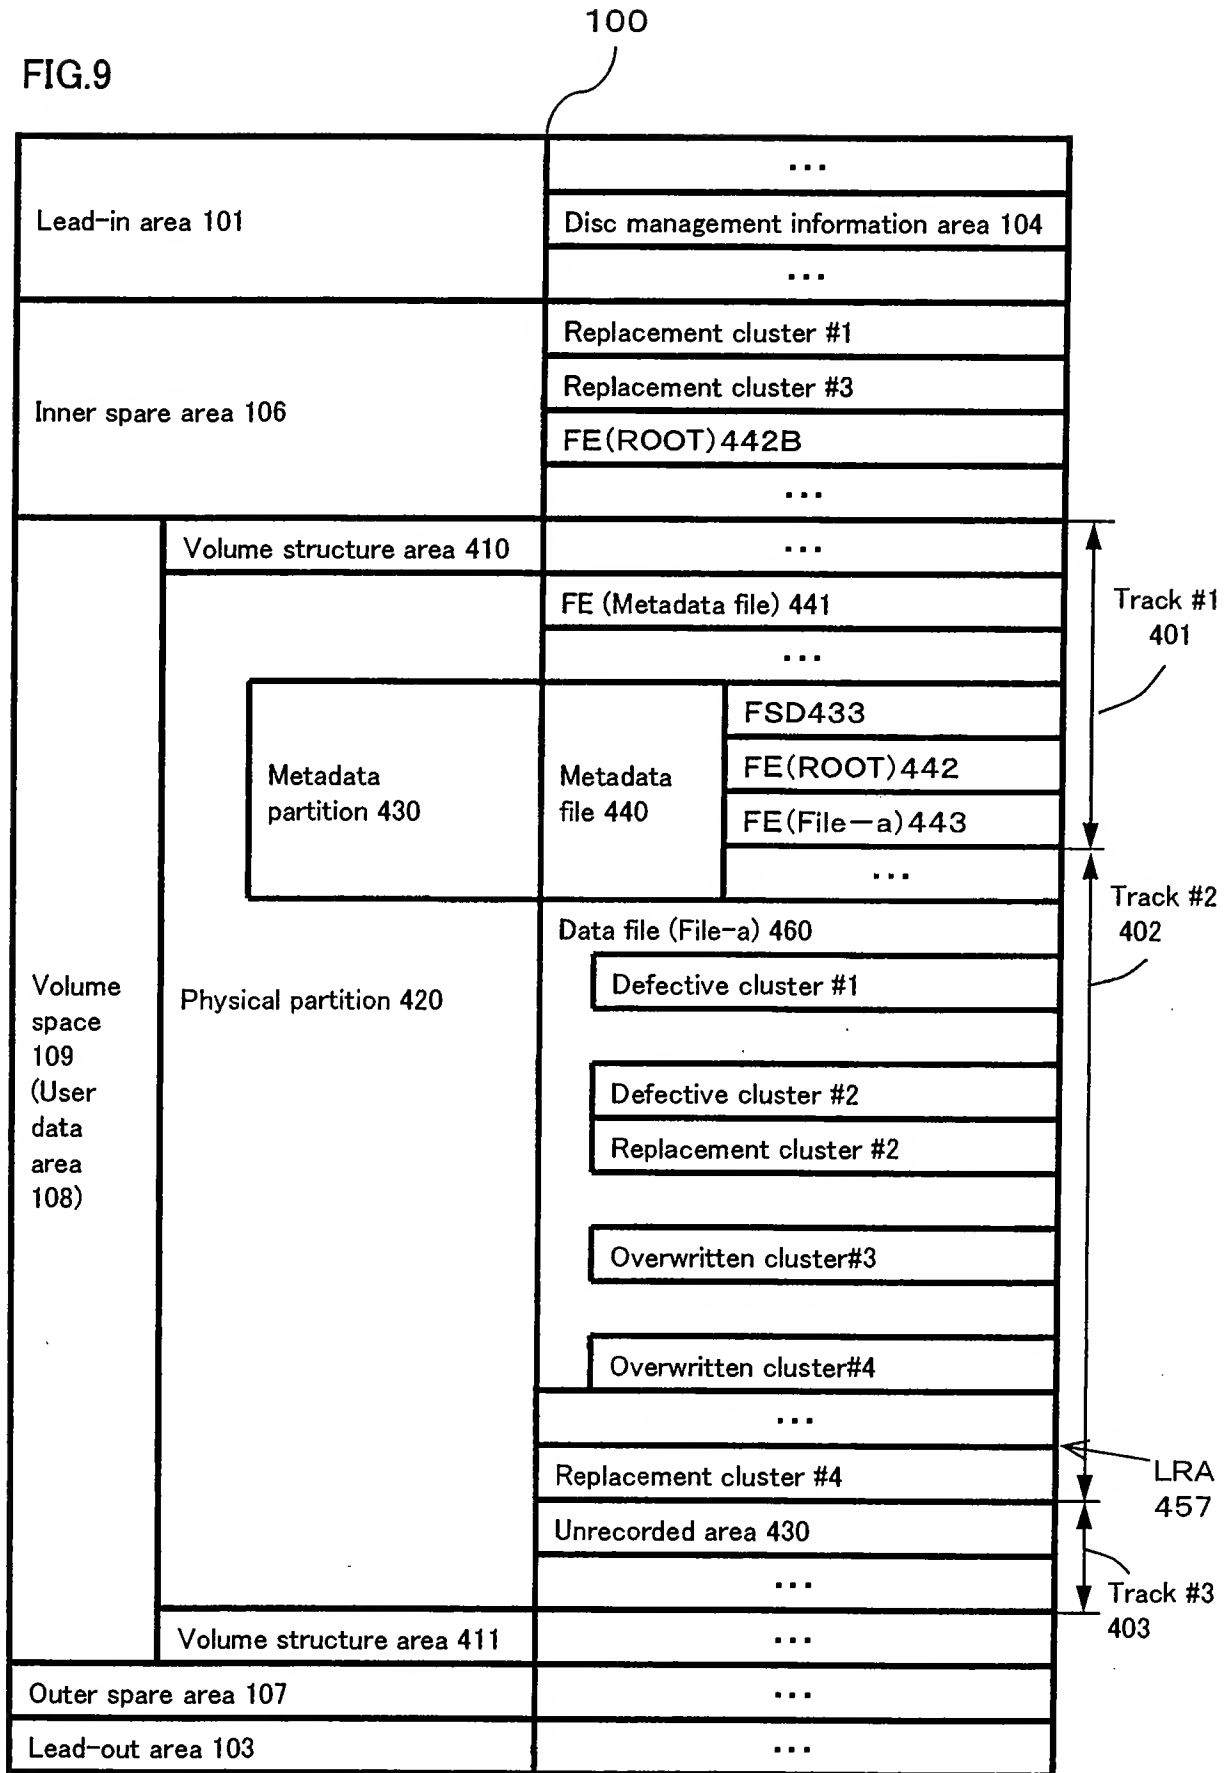 100
FIG.9
...
Lead-in area 101
Disc management information area 104
...
Replacement cluster #1
Replacement cluster #3
Inner spare area 106
FE(ROOT)442B
...
Volume structure area 410
...
FE (Metadata file) 441
Track #1
401
...
FSD433
Metadata
partition 430
Metadata
file 440
FE(ROOT)442
FE(File-a)443
...
Track #2
402
Data file (File-a) 460
Defective cluster #1
Volume
space
109
(User
data
area
108)
Physical partition 420
Defective cluster #2
Replacement cluster #2
Overwritten cluster#3
Overwritten cluster#4
...
LRA
457
Replacement cluster #4
Unrecorded area 430
...
Track #3
403
Volume structure area 411
...
Outer spare area 107
...
Lead-out area 103
...